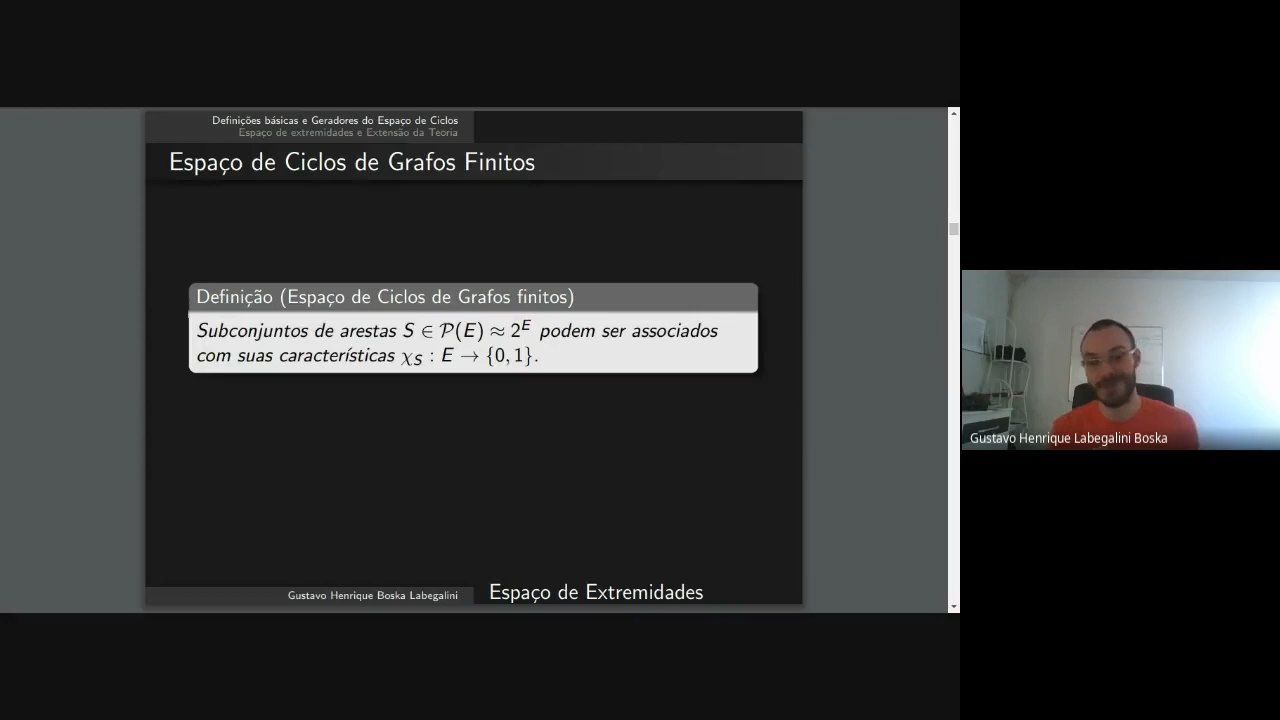 Definições básicas e Geradores do Espaço de Ciclos
Espaço de extremidades e Extensão da Teoria
Espaço de Ciclos de Grafos Finitos
Definição (Espaço de Ciclos de Grafos finitos)
Subconjuntos de arestas S ∈ 𝒫(E) ≈ 2^E podem ser associados
com suas características χ_S : E → {0, 1}.
Gustavo Henrique Boska Labegalini
Espaço de Extremidades
Gustavo Henrique Labegalini Boska